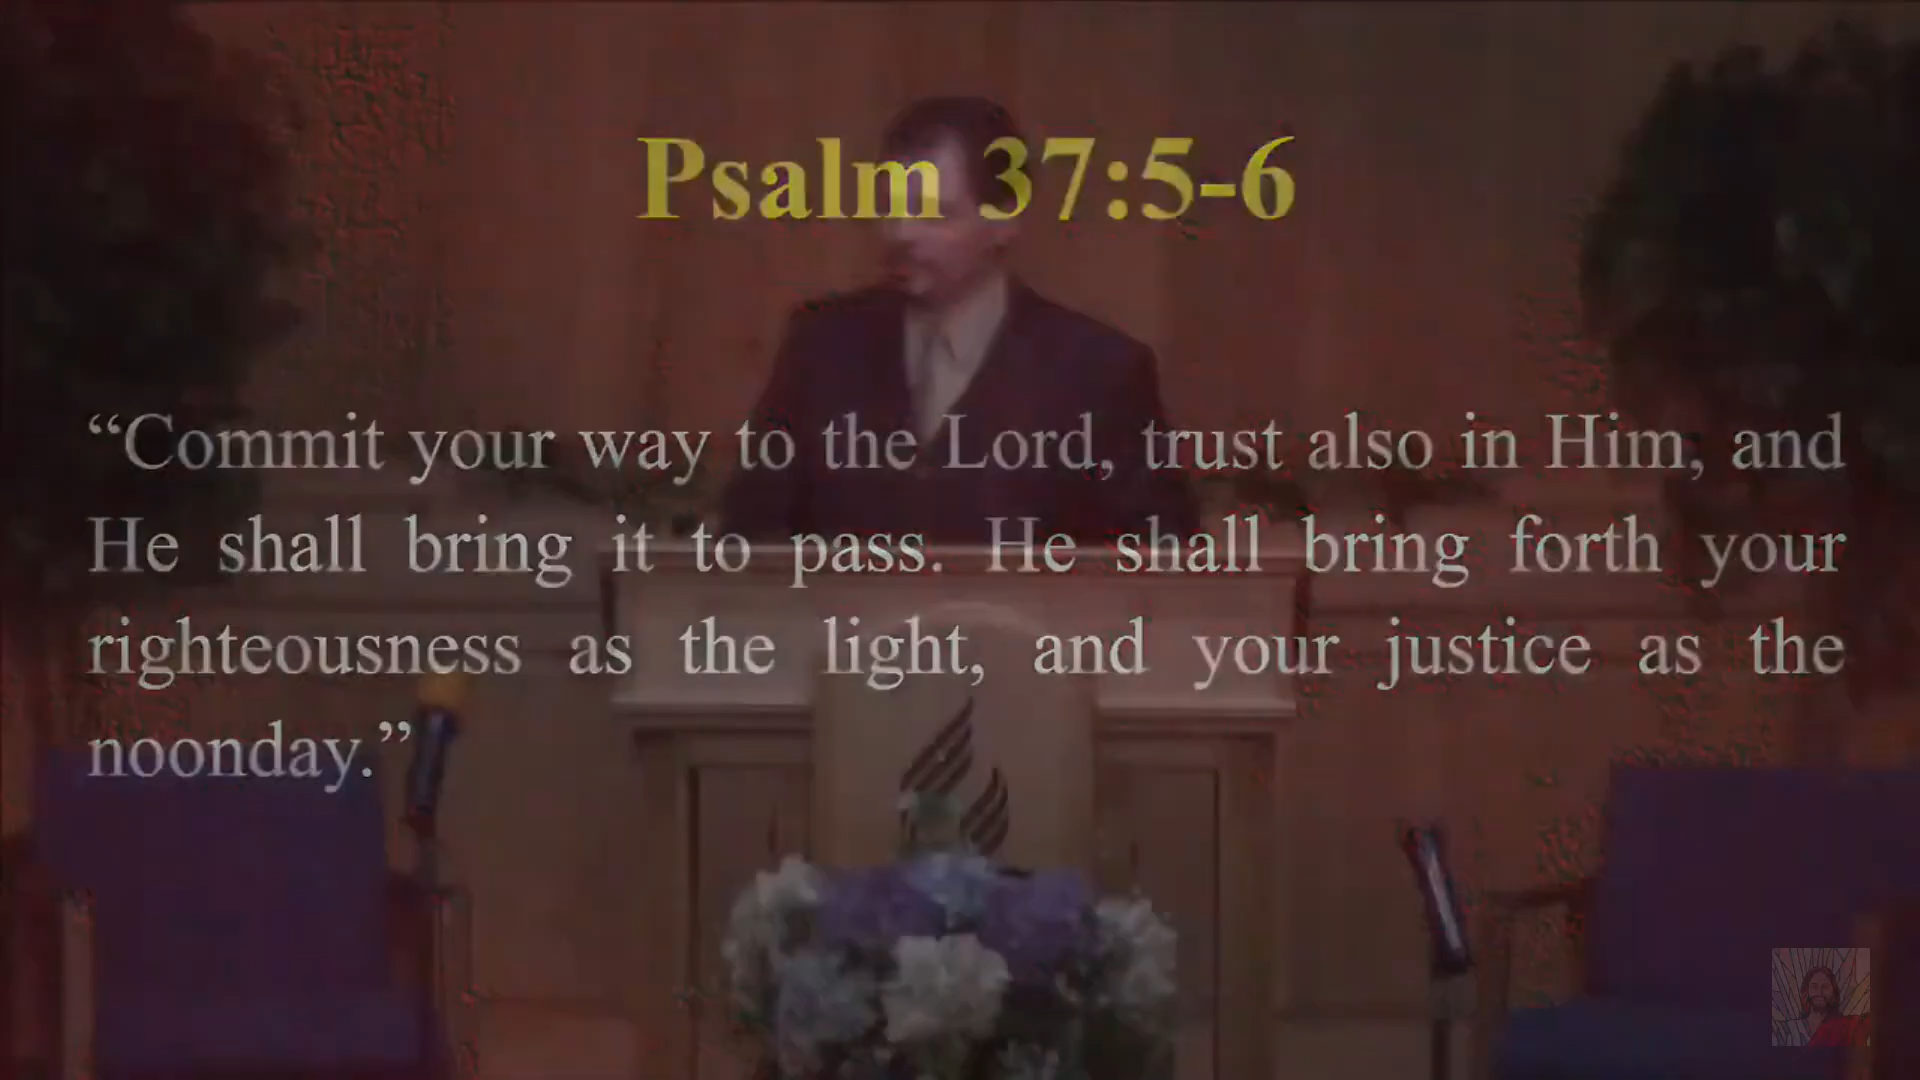 Psalm 37:5-6
“Commit your way to the Lord, trust also in Him, and
He shall bring it to pass. He shall bring forth your
righteousness as the light, and your justice as the
noonday.”